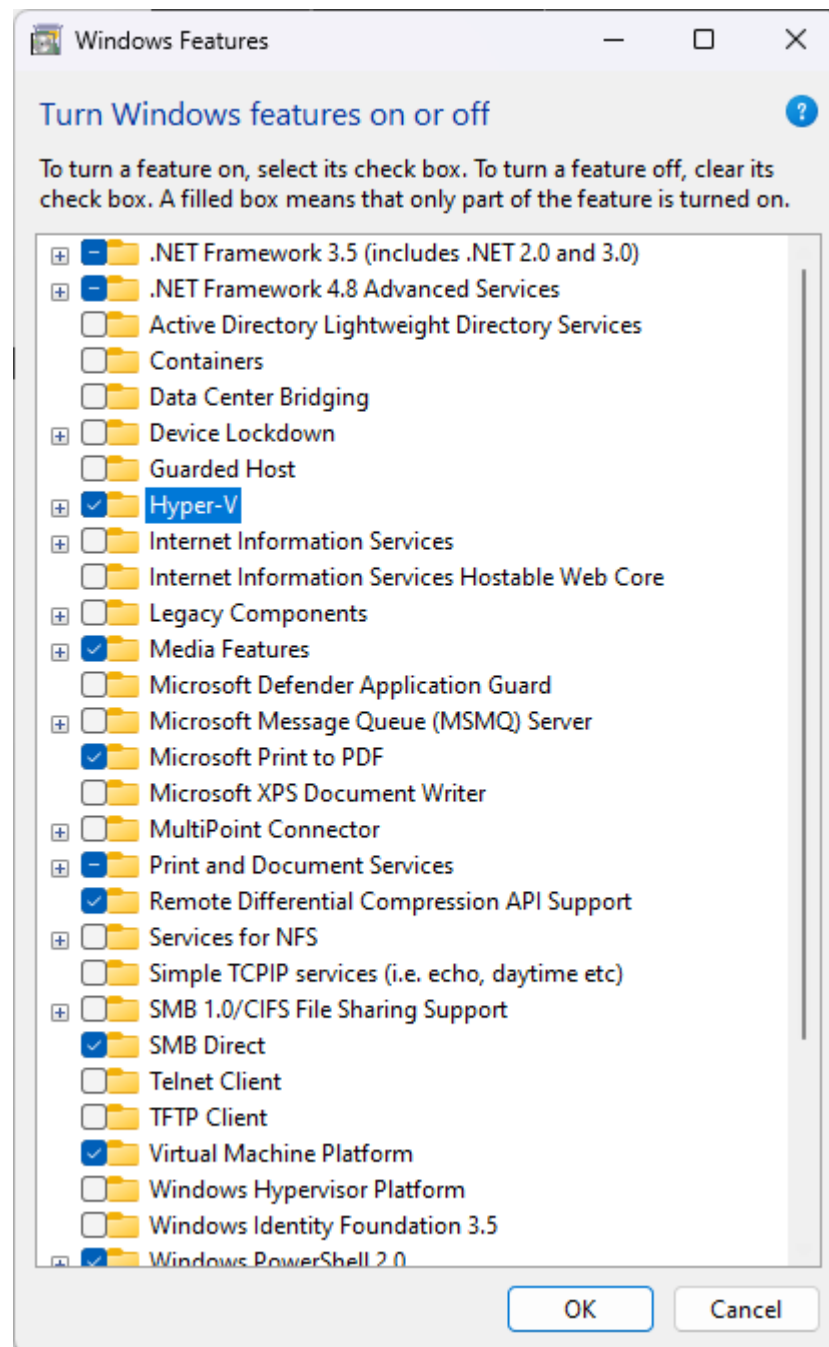 Windows Features
Turn Windows features on or off
?
To turn a feature on, select its check box. To turn a feature off, clear its
check box. A filled box means that only part of the feature is turned on.
.NET Framework 3.5 (includes .NET 2.0 and 3.0)
.NET Framework 4.8 Advanced Services
Active Directory Lightweight Directory Services
Containers
Data Center Bridging
Device Lockdown
Guarded Host
Hyper-V
Internet Information Services
Internet Information Services Hostable Web Core
Legacy Components
Media Features
Microsoft Defender Application Guard
Microsoft Message Queue (MSMQ) Server
Microsoft Print to PDF
Microsoft XPS Document Writer
MultiPoint Connector
Print and Document Services
Remote Differential Compression API Support
Services for NFS
Simple TCPIP services (i.e. echo, daytime etc)
SMB 1.0/CIFS File Sharing Support
SMB Direct
Telnet Client
TFTP Client
Virtual Machine Platform
Windows Hypervisor Platform
Windows Identity Foundation 3.5
Windows PowerShell 2.0
OK
Cancel